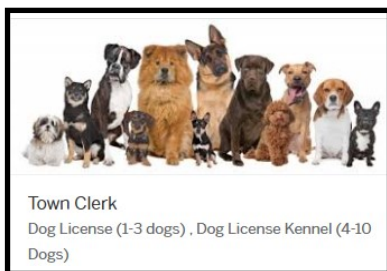 Town Clerk
Dog License (1-3 dogs) , Dog License Kennel (4-10
Dogs)